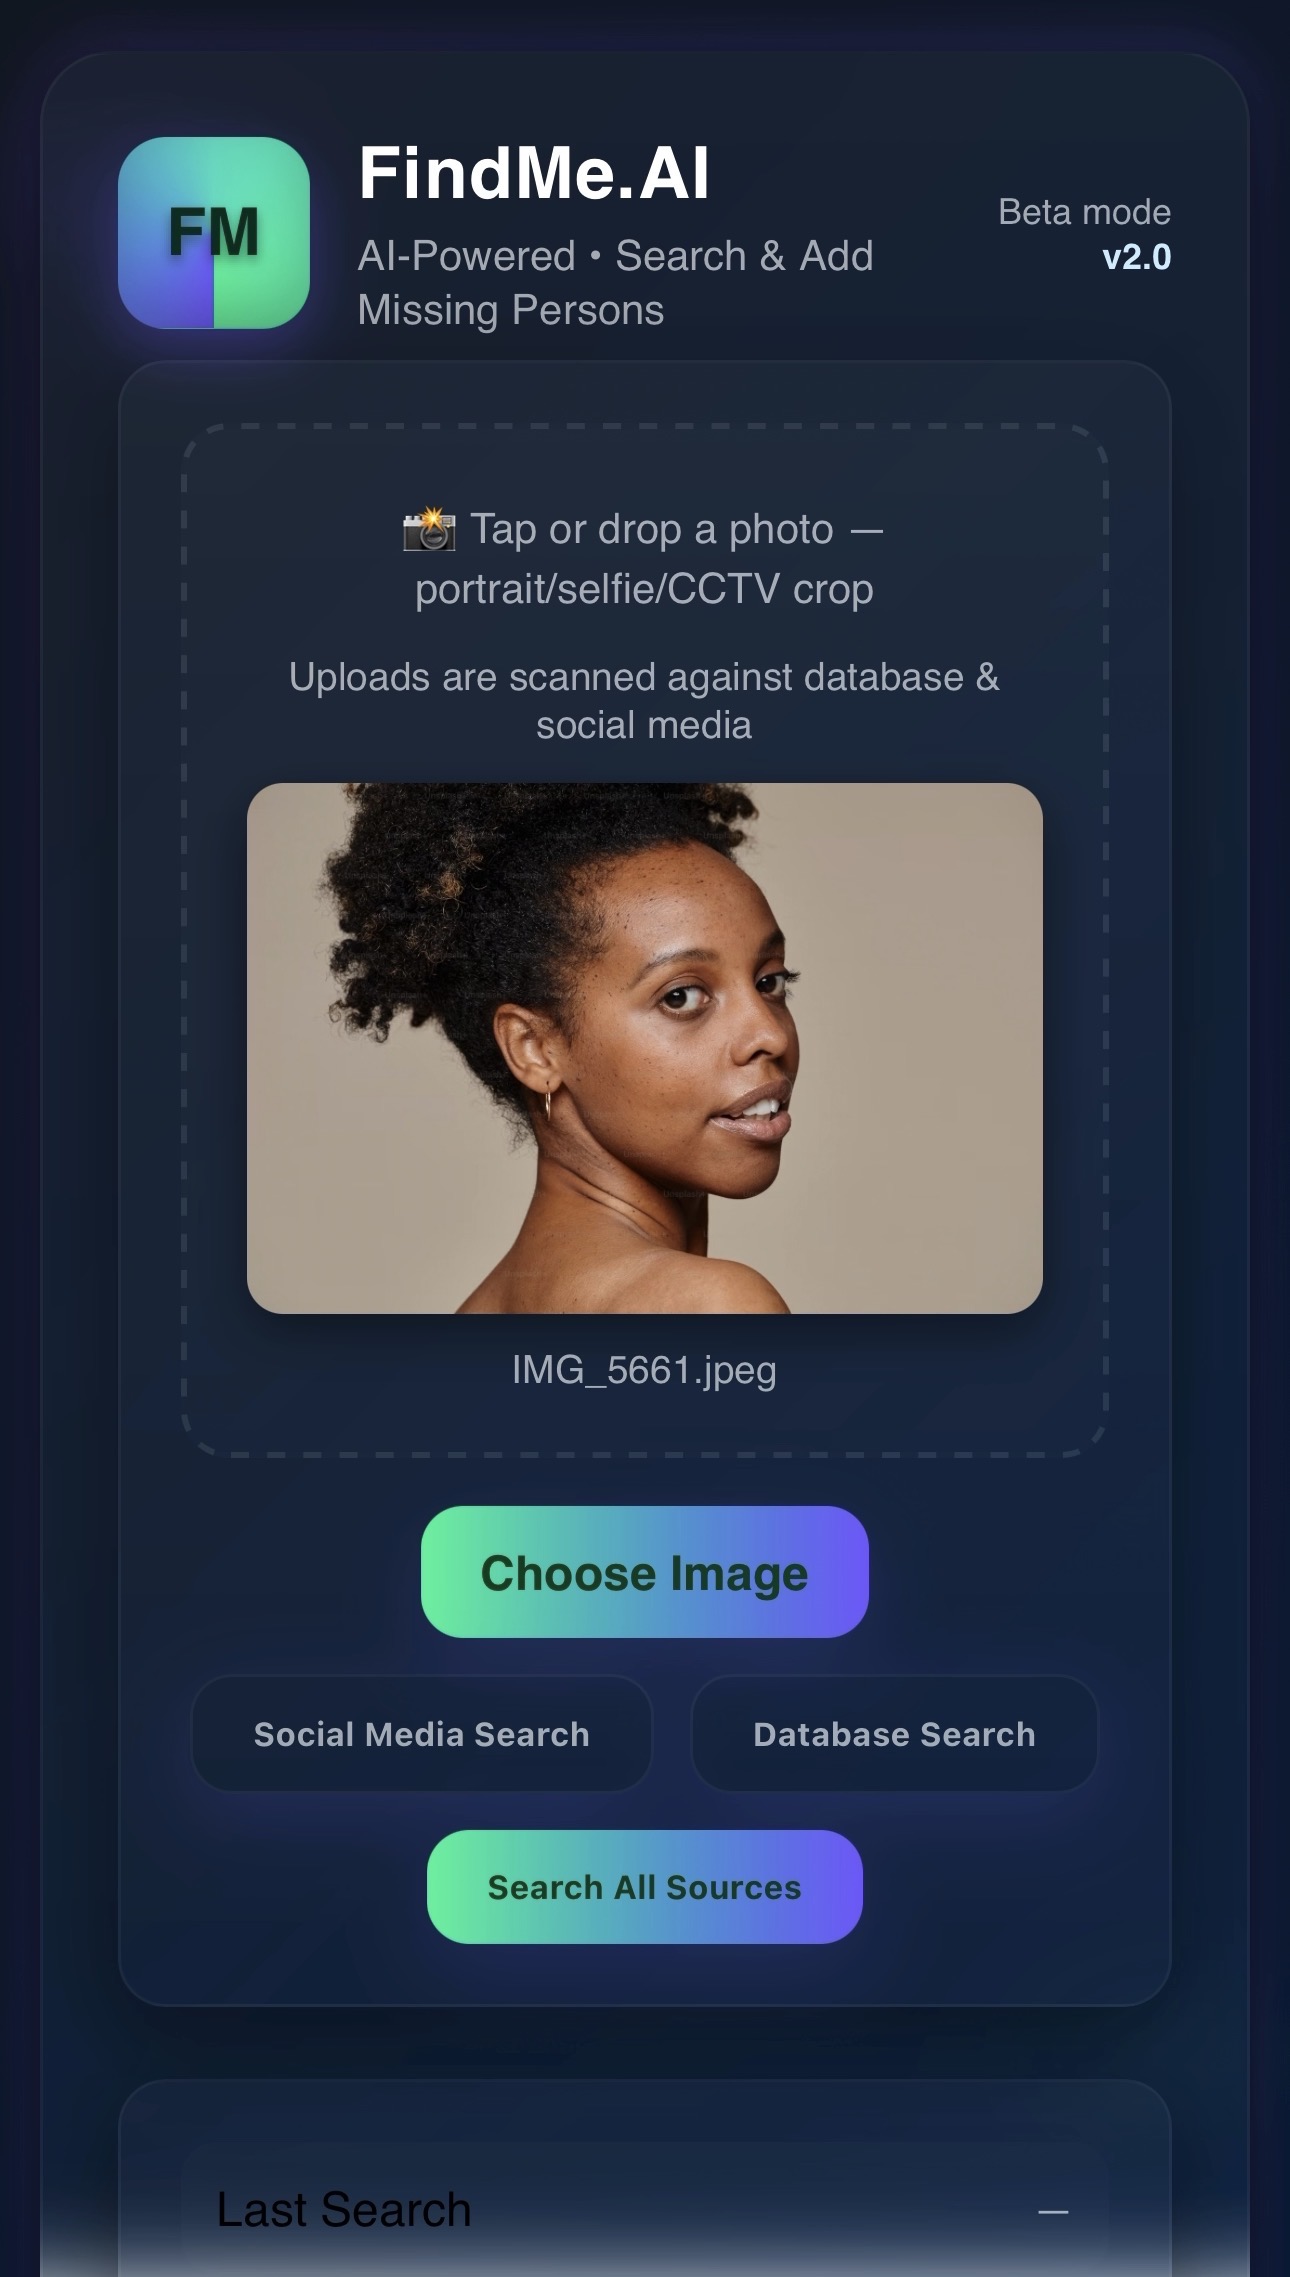 FM
FindMe.AI
AI-Powered • Search & Add
Missing Persons
Beta mode
v2.0
📸 Tap or drop a photo —
portrait/selfie/CCTV crop
Uploads are scanned against database &
social media
IMG_5661.jpeg
Choose Image
Social Media Search
Database Search
Search All Sources
Last Search
—